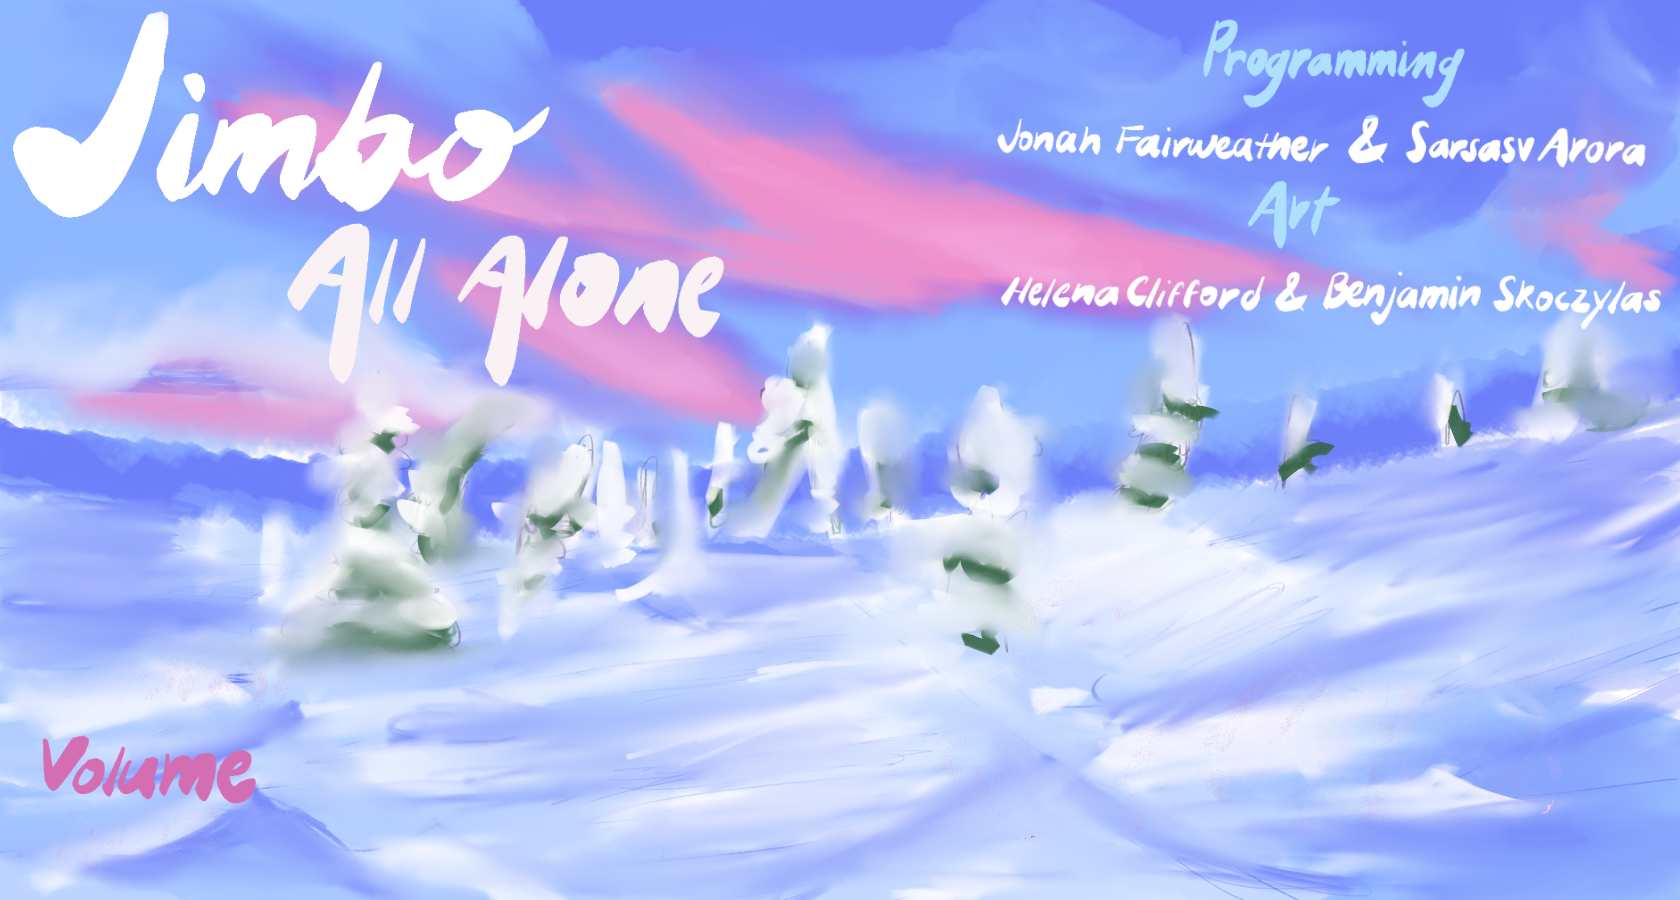 Jimbo
All Alone
Programming
Jonah Fairweather & Sarsasv Arora
Art
Helena Clifford & Benjamin Skoczylas
Volume